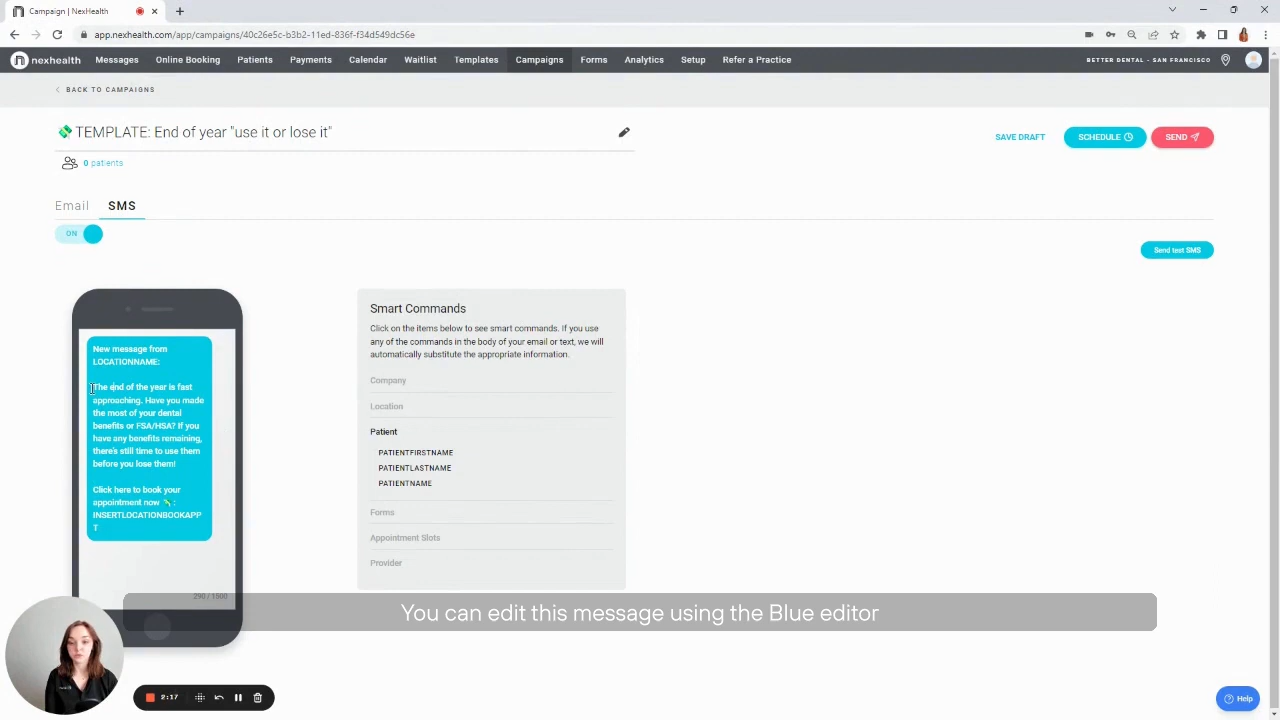 Campaign | NexHealth
app.nexhealth.com/app/campaigns/40c26e5c-b3b2-11ed-836f-f34d549dc56e
nexhealth Messages Online Booking Patients Payments Calendar Waitlist Templates Campaigns Forms Analytics Setup Refer a Practice BETTER DENTAL - SAN FRANCISCO
BACK TO CAMPAIGNS
TEMPLATE: End of year "use it or lose it"
SAVE DRAFT SCHEDULE SEND
0 patients
Email SMS
ON
Send test SMS
New message from
LOCATIONNAME:
The end of the year is fast
approaching. Have you made
the most of your dental
benefits or FSA/HSA? If you
have any benefits remaining,
there's still time to use them
before you lose them!
Click here to book your
appointment now 💸 :
INSERTLOCATIONBOOKAPP
T
290 / 1500
Smart Commands
Click on the items below to see smart commands. If you use
any of the commands in the body of your email or text, we will
automatically substitute the appropriate information.
Company
Location
Patient
PATIENTFIRSTNAME
PATIENTLASTNAME
PATIENTNAME
Forms
Appointment Slots
Provider
You can edit this message using the Blue editor
2:17
Help